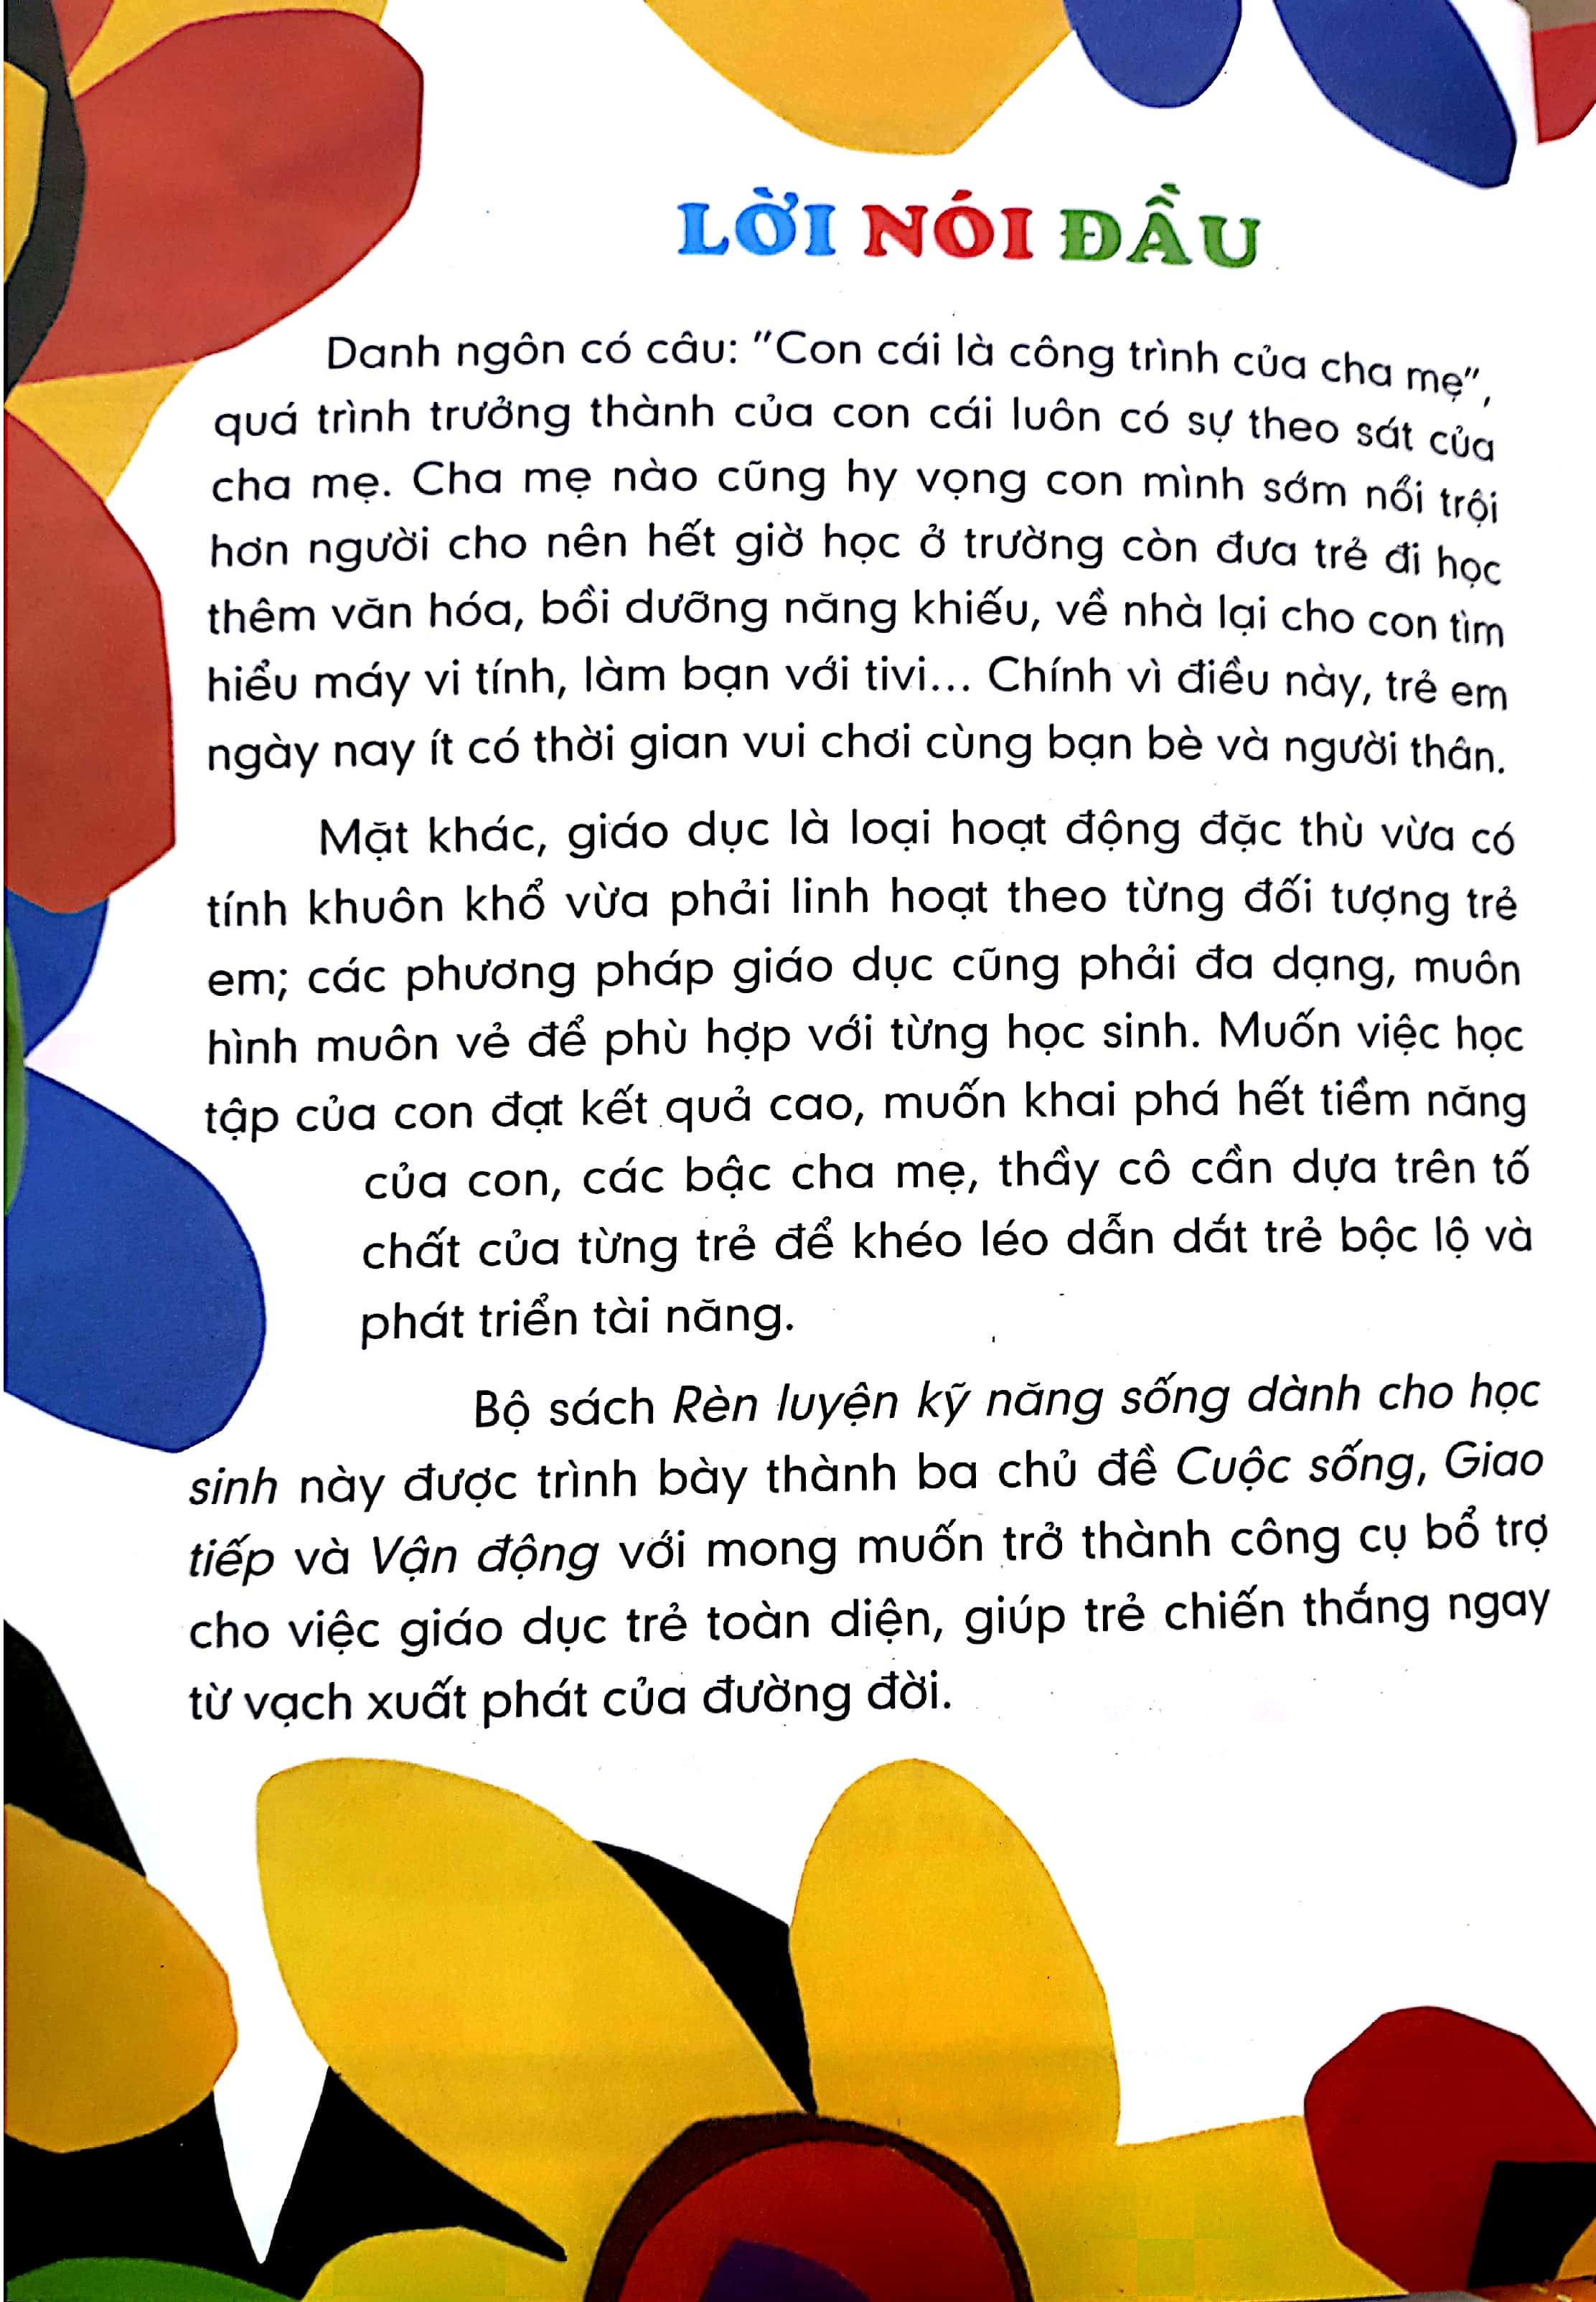 LỜI NÓI ĐẦU
Danh ngôn có câu: "Con cái là công trình của cha mẹ",
quá trình trưởng thành của con cái luôn có sự theo sát của
cha mẹ. Cha mẹ nào cũng hy vọng con mình sớm nổi trội
hơn người cho nên hết giờ học ở trường còn đưa trẻ đi học
thêm văn hóa, bồi dưỡng năng khiếu, về nhà lại cho con tìm
hiểu máy vi tính, làm bạn với tivi... Chính vì điều này, trẻ em
ngày nay ít có thời gian vui chơi cùng bạn bè và người thân.
Mặt khác, giáo dục là loại hoạt động đặc thù vừa có
tính khuôn khổ vừa phải linh hoạt theo từng đối tượng trẻ
em; các phương pháp giáo dục cũng phải đa dạng, muôn
hình muôn vẻ để phù hợp với từng học sinh. Muốn việc học
tập của con đạt kết quả cao, muốn khai phá hết tiềm năng
của con, các bậc cha mẹ, thầy cô cần dựa trên tố
chất của từng trẻ để khéo léo dẫn dắt trẻ bộc lộ và
phát triển tài năng.
Bộ sách Rèn luyện kỹ năng sống dành cho học
sinh này được trình bày thành ba chủ đề Cuộc sống, Giao
tiếp và Vận động với mong muốn trở thành công cụ bổ trợ
cho việc giáo dục trẻ toàn diện, giúp trẻ chiến thắng ngay
từ vạch xuất phát của đường đời.